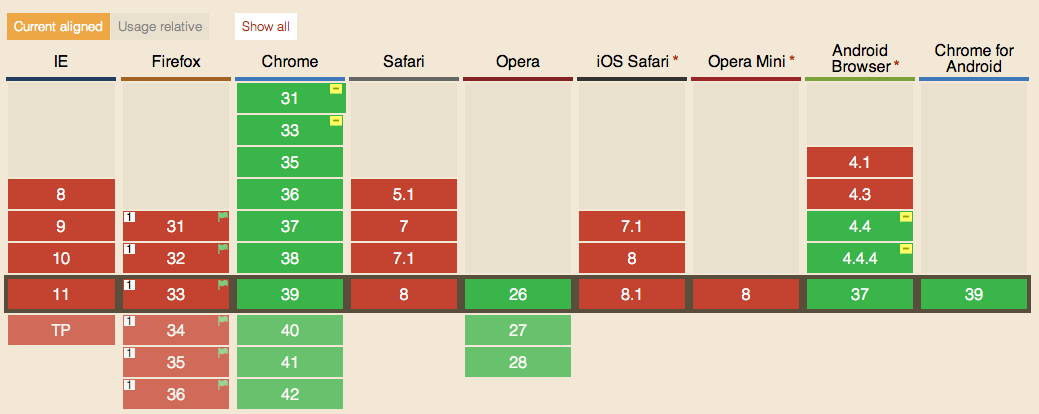 Current aligned Usage relative Show all
IE Firefox Chrome Safari Opera iOS Safari * Opera Mini * Android Browser * Chrome for Android
31
33
35 4.1
8 36 5.1 4.3
9 1 31 37 7 7.1 4.4
10 1 32 38 7.1 8 4.4.4
11 1 33 39 8 26 8.1 8 37 39
TP 1 34 40 27
1 35 41 28
1 36 42